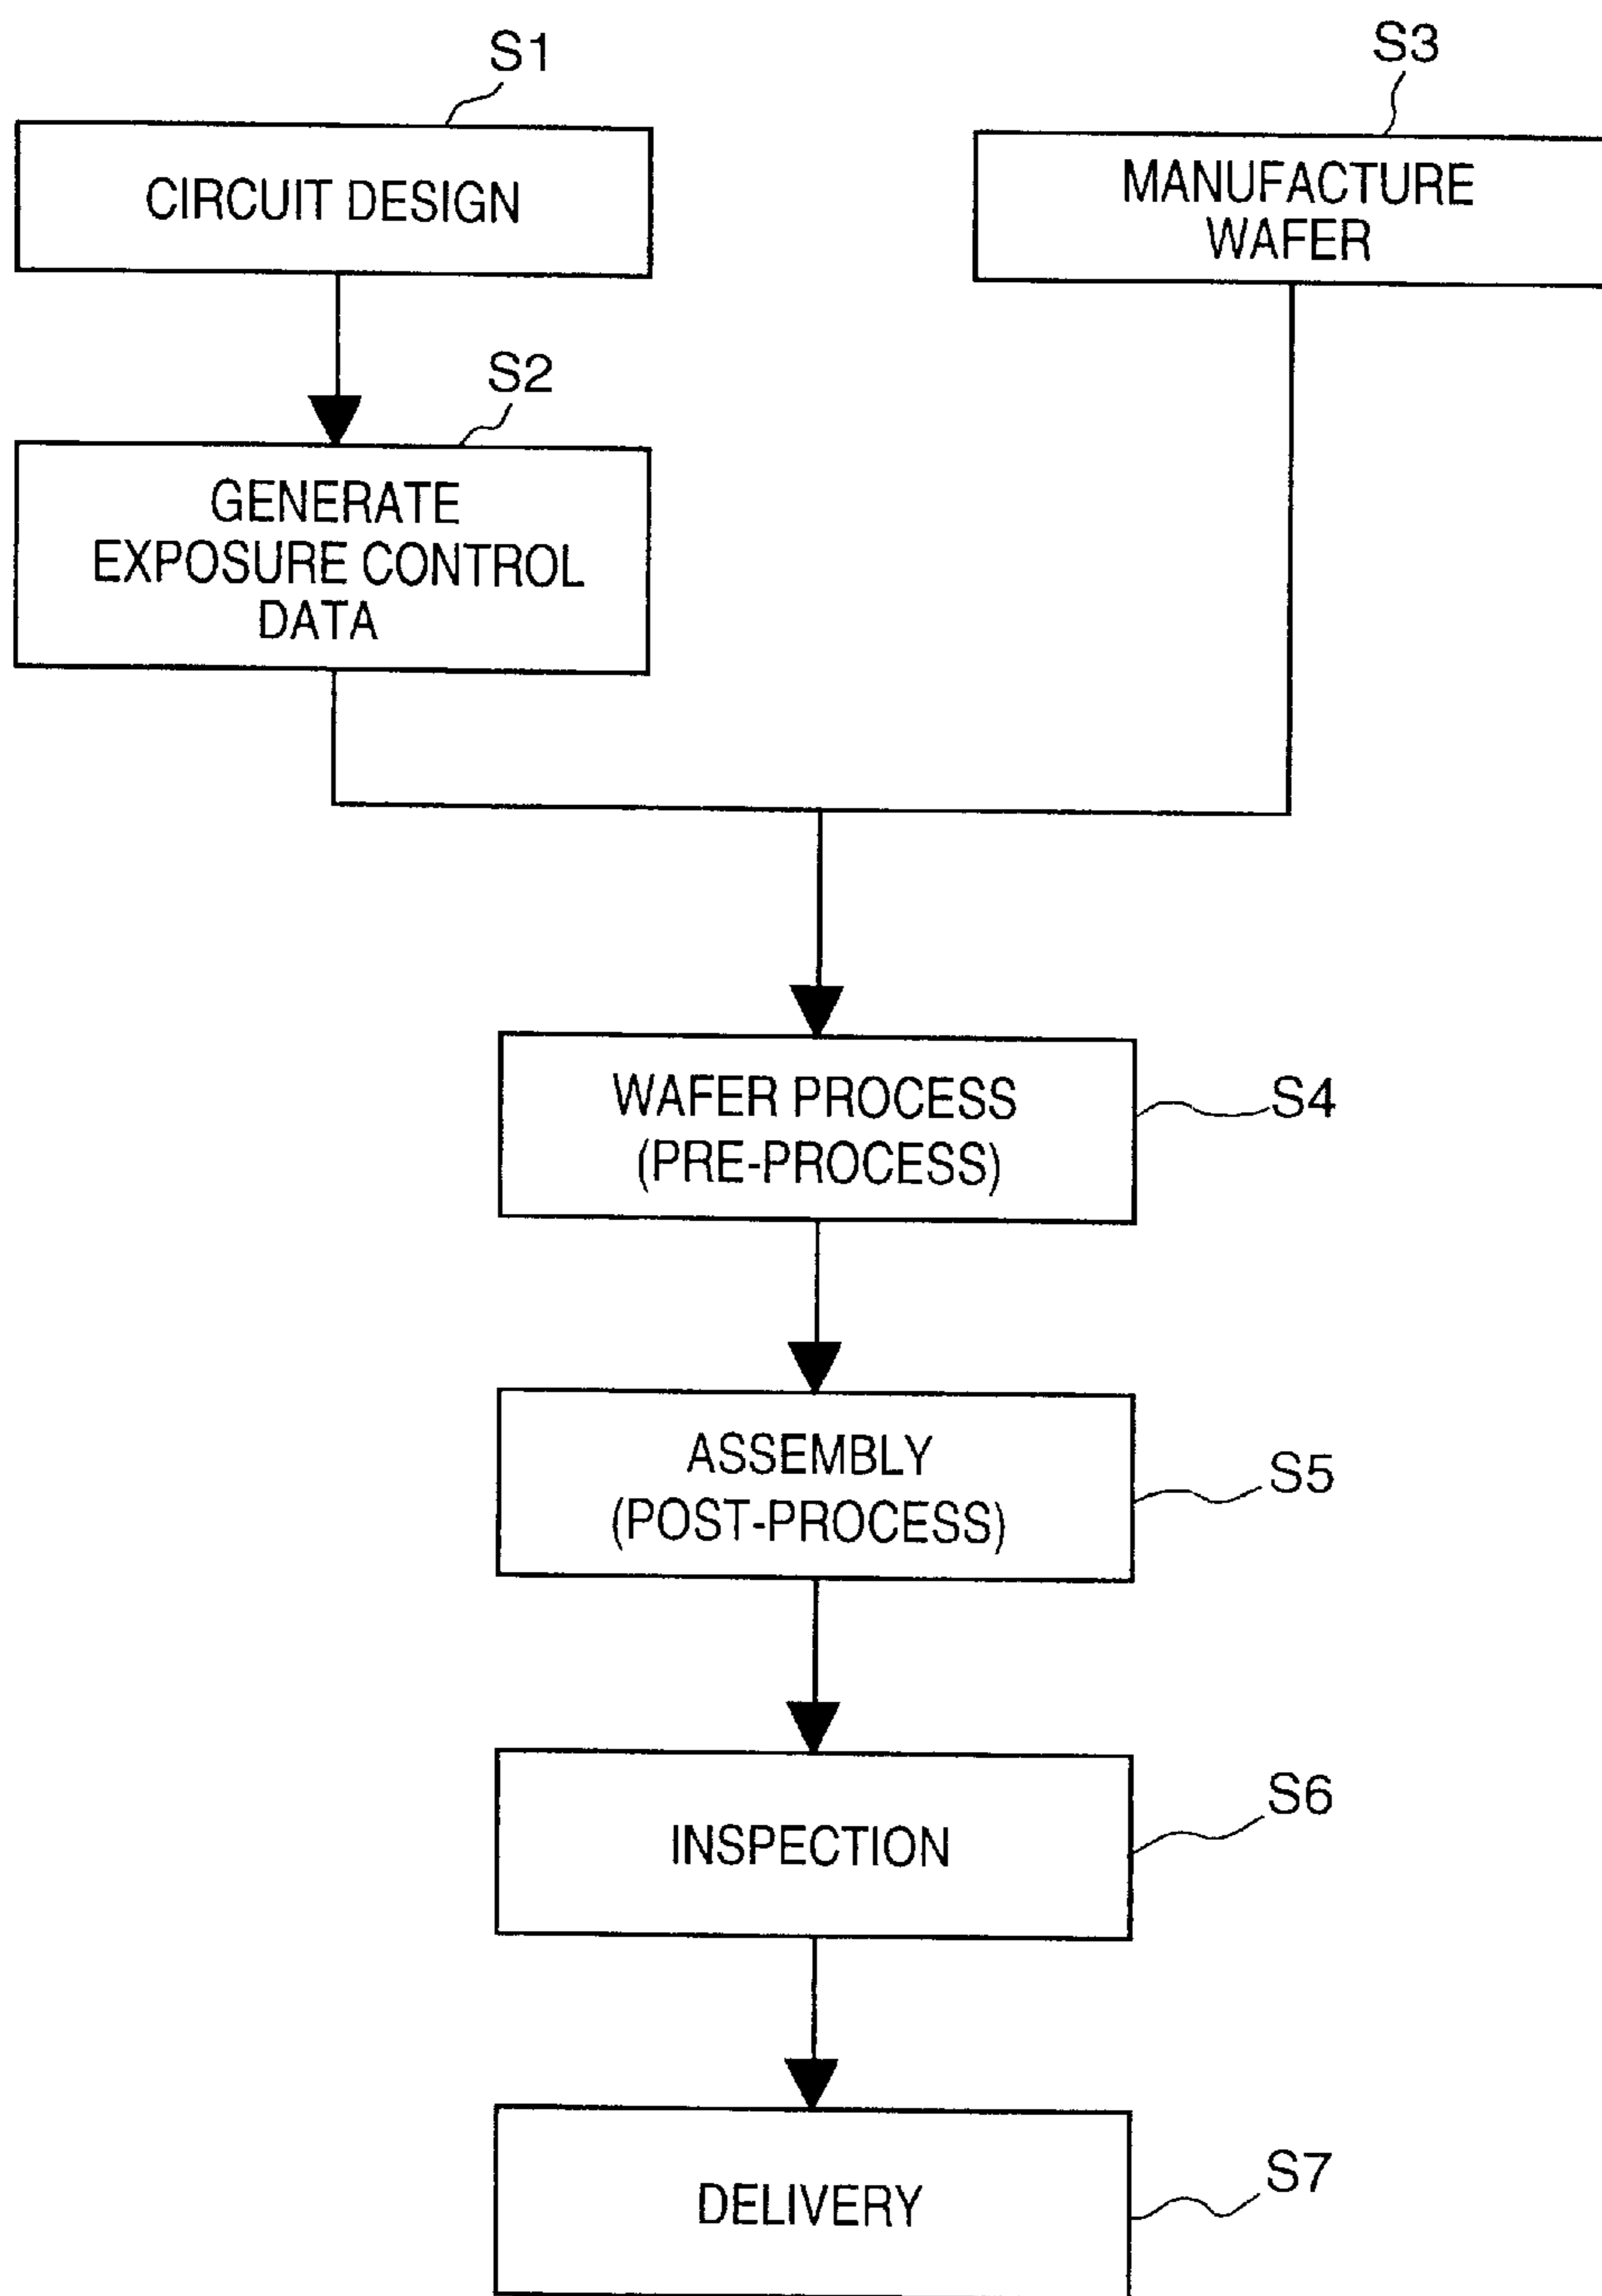 S1
CIRCUIT DESIGN
S3
MANUFACTURE
WAFER
S2
GENERATE
EXPOSURE CONTROL
DATA
WAFER PROCESS
(PRE-PROCESS)
S4
ASSEMBLY
(POST-PROCESS)
S5
INSPECTION
S6
DELIVERY
S7